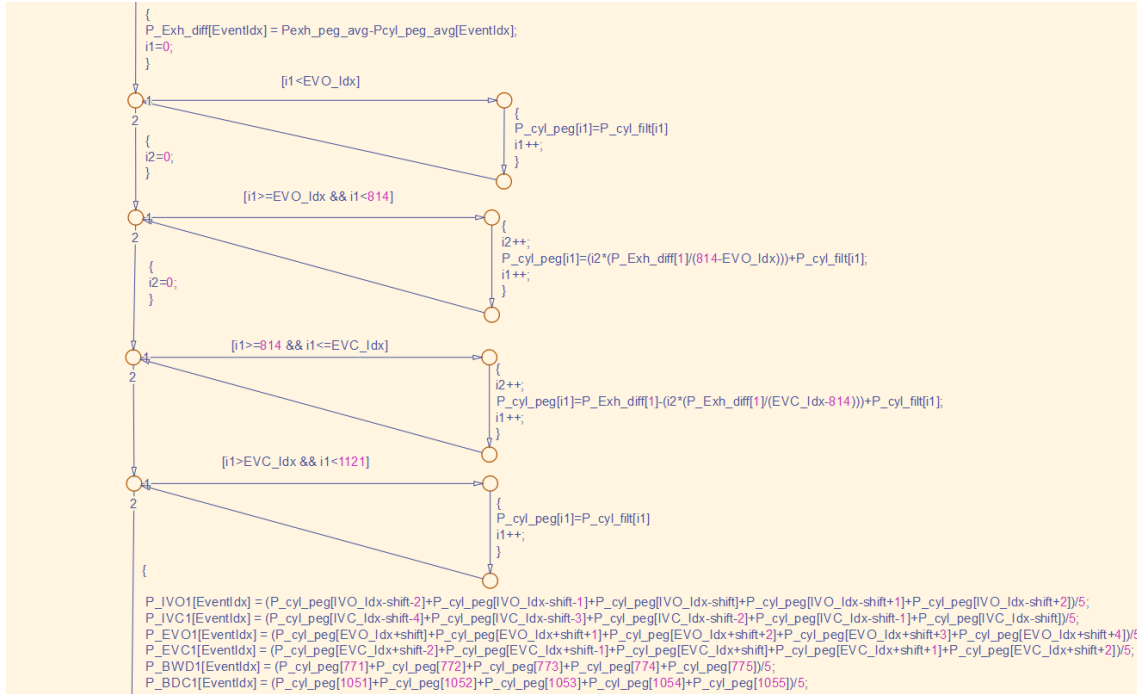 {
P_Exh_diff[EventIdx] = Pexh_peg_avg-Pcyl_peg_avg[EventIdx];
i1=0;
}
[i1<EVO_Idx]
1
2
{
P_cyl_peg[i1]=P_cyl_filt[i1]
i1++;
}
{
i2=0;
}
[i1>=EVO_Idx && i1<814]
1
2
{
i2++;
P_cyl_peg[i1]=(i2*(P_Exh_diff[1]/(814-EVO_Idx)))+P_cyl_filt[i1];
i1++;
}
{
i2=0;
}
[i1>=814 && i1<=EVC_Idx]
1
2
{
i2++;
P_cyl_peg[i1]=P_Exh_diff[1]-(i2*(P_Exh_diff[1]/(EVC_Idx-814)))+P_cyl_filt[i1];
i1++;
}
[i1>EVC_Idx && i1<1121]
1
2
{
P_cyl_peg[i1]=P_cyl_filt[i1]
i1++;
}
{
P_IVO1[EventIdx] = (P_cyl_peg[IVO_Idx-shift-2]+P_cyl_peg[IVO_Idx-shift-1]+P_cyl_peg[IVO_Idx-shift]+P_cyl_peg[IVO_Idx-shift+1]+P_cyl_peg[IVO_Idx-shift+2])/5;
P_IVC1[EventIdx] = (P_cyl_peg[IVC_Idx-shift-4]+P_cyl_peg[IVC_Idx-shift-3]+P_cyl_peg[IVC_Idx-shift-2]+P_cyl_peg[IVC_Idx-shift-1]+P_cyl_peg[IVC_Idx-shift])/5;
P_EVO1[EventIdx] = (P_cyl_peg[EVO_Idx+shift]+P_cyl_peg[EVO_Idx+shift+1]+P_cyl_peg[EVO_Idx+shift+2]+P_cyl_peg[EVO_Idx+shift+3]+P_cyl_peg[EVO_Idx+shift+4])/5
P_EVC1[EventIdx] = (P_cyl_peg[EVC_Idx+shift-2]+P_cyl_peg[EVC_Idx+shift-1]+P_cyl_peg[EVC_Idx+shift]+P_cyl_peg[EVC_Idx+shift+1]+P_cyl_peg[EVC_Idx+shift+2])/5;
P_BWD1[EventIdx] = (P_cyl_peg[771]+P_cyl_peg[772]+P_cyl_peg[773]+P_cyl_peg[774]+P_cyl_peg[775])/5;
P_BDC1[EventIdx] = (P_cyl_peg[1051]+P_cyl_peg[1052]+P_cyl_peg[1053]+P_cyl_peg[1054]+P_cyl_peg[1055])/5;